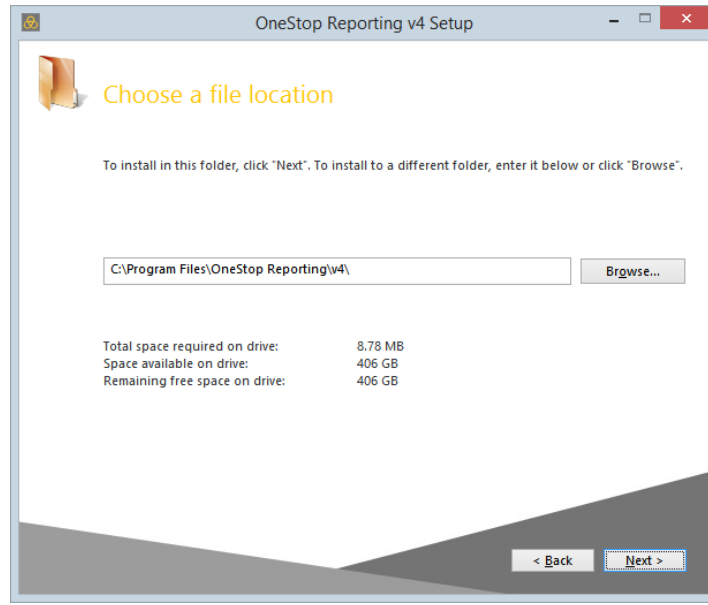 OneStop Reporting v4 Setup
Choose a file location
To install in this folder, click "Next". To install to a different folder, enter it below or click "Browse".
C:\Program Files\OneStop Reporting\v4\
Browse...
Total space required on drive: 8.78 MB
Space available on drive: 406 GB
Remaining free space on drive: 406 GB
< Back
Next >